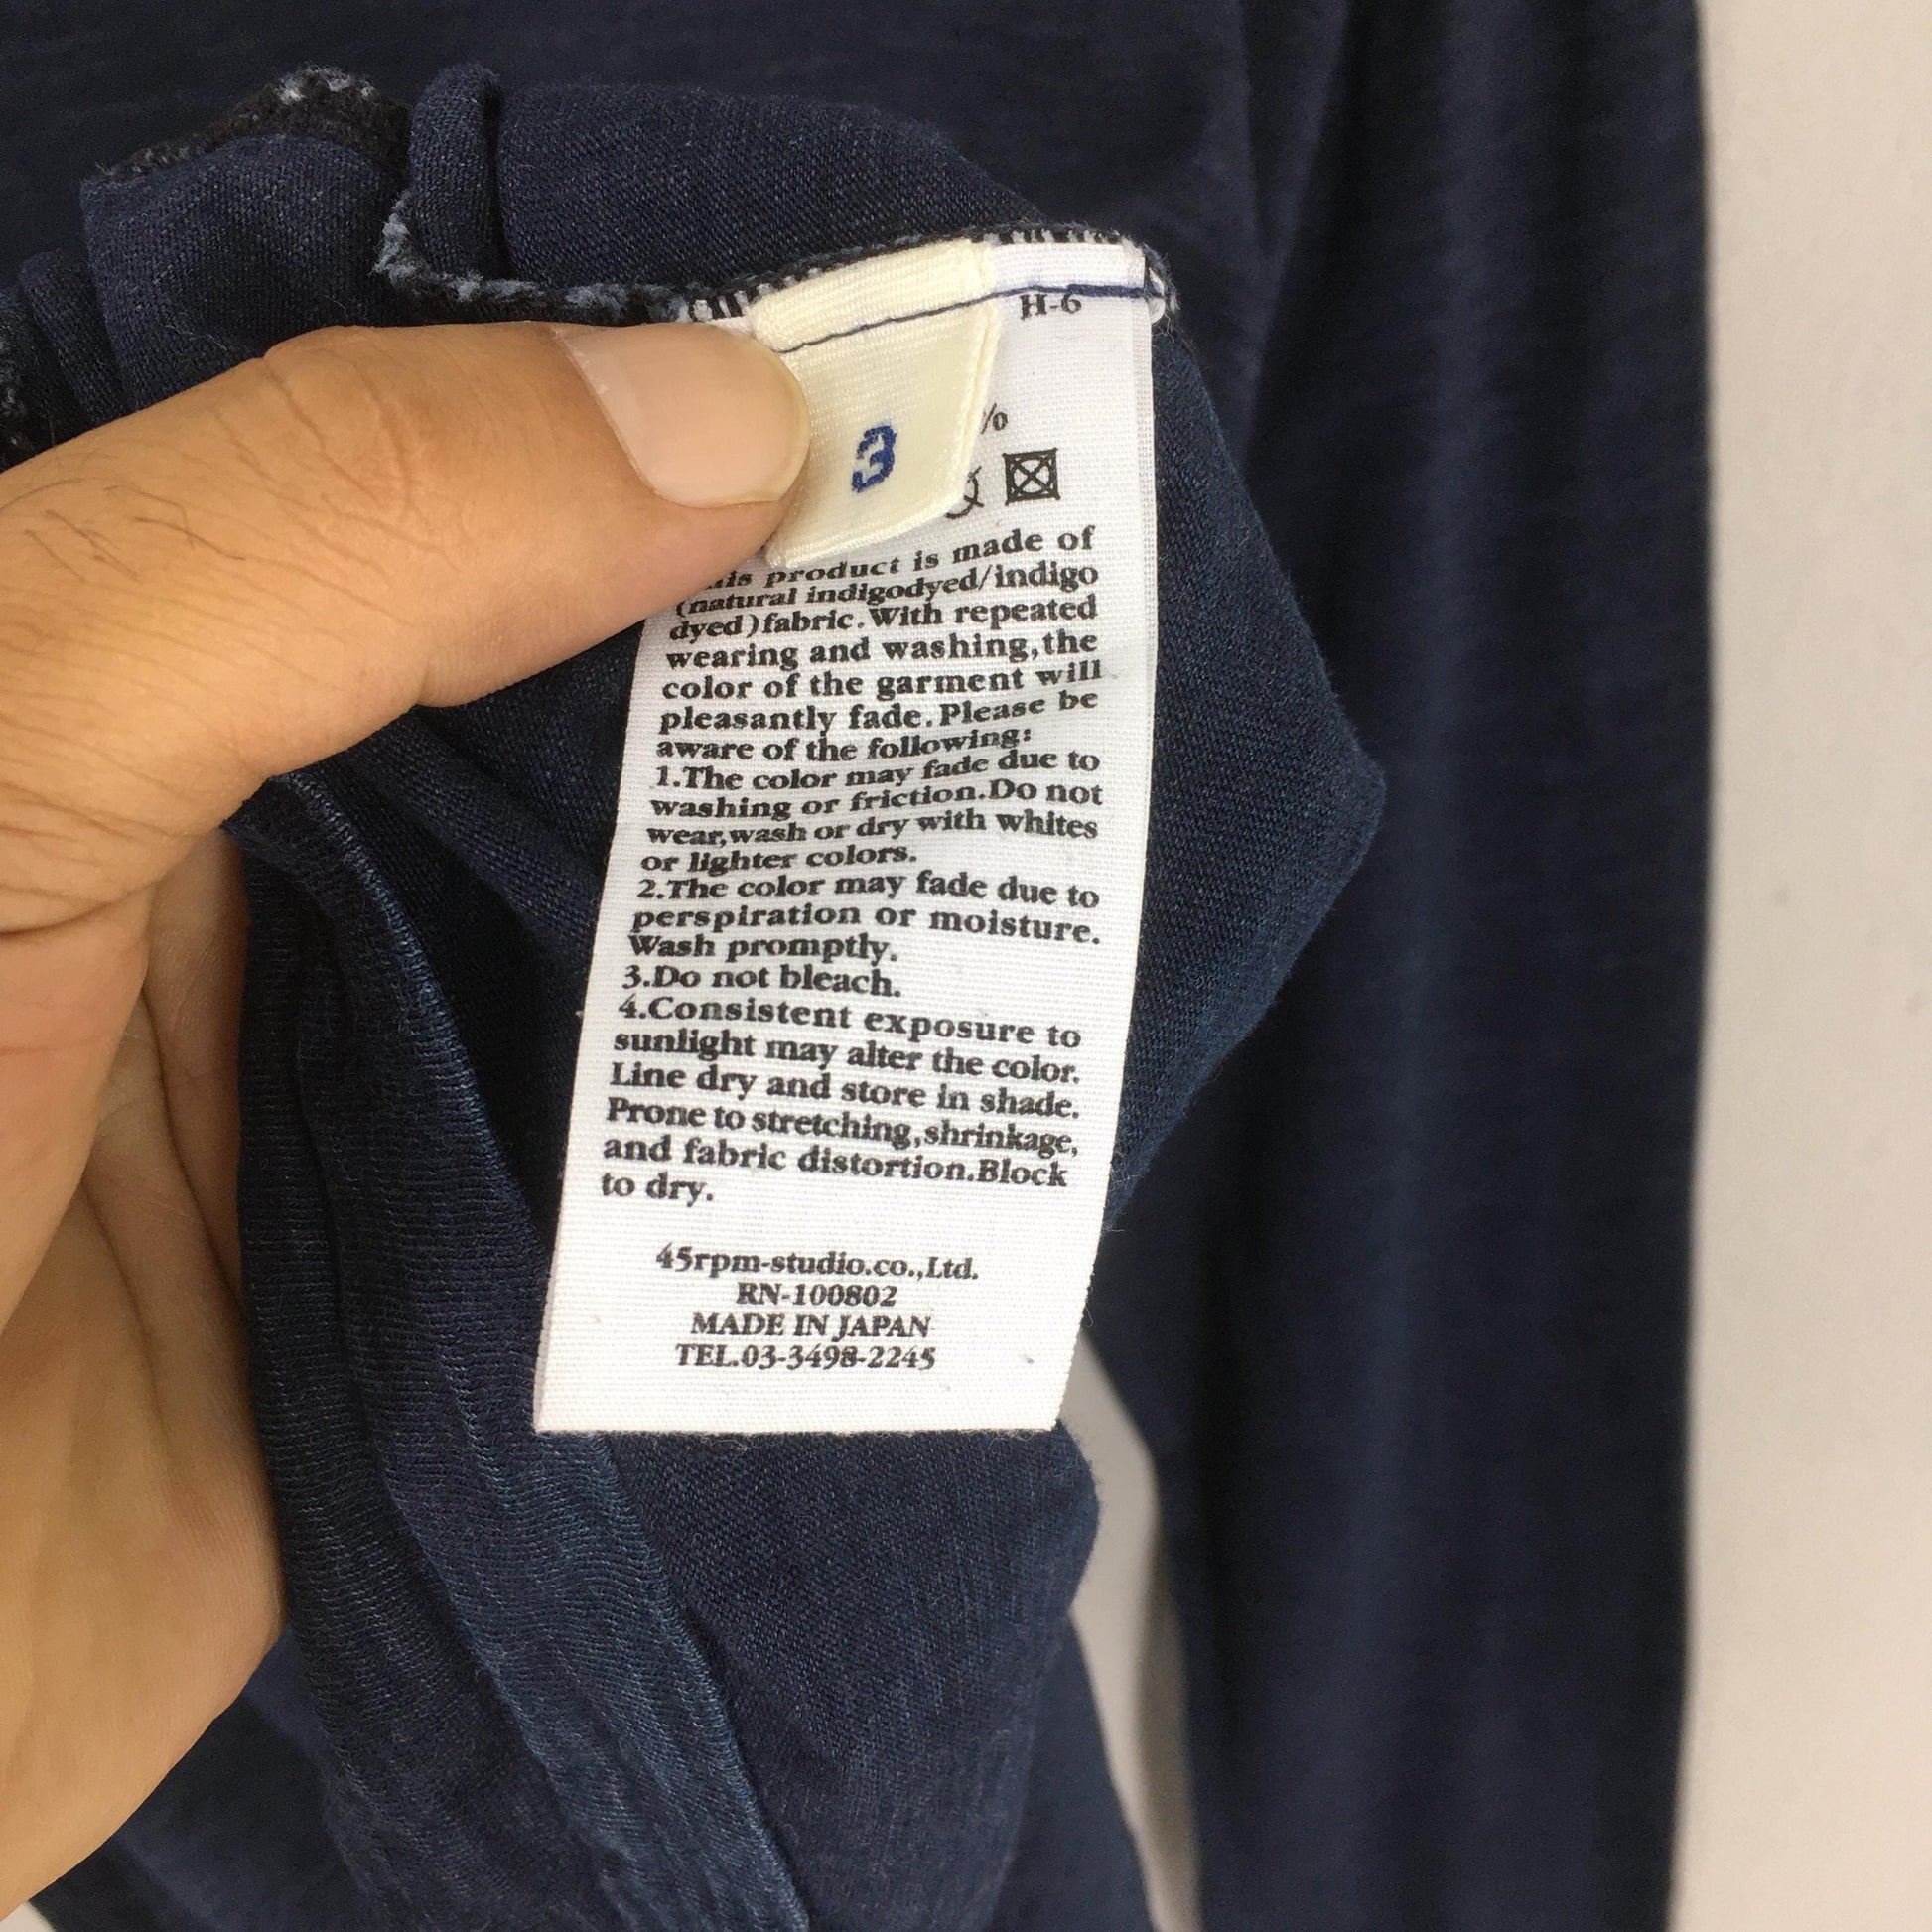 H-6
%
3
product is made of
(natural indigodyed/indigo
dyed)fabric.With repeated
wearing and washing,the
color of the garment will
pleasantly fade.Please be
aware of the following:
1.The color may fade due to
washing or friction.Do not
wear,wash or dry with whites
or lighter colors.
2.The color may fade due to
perspiration or moisture.
Wash promptly.
3.Do not bleach.
4.Consistent exposure to
sunlight may alter the color.
Line dry and store in shade.
Prone to stretching,shrinkage,
and fabric distortion.Block
to dry.
45rpm-studio.co.,Ltd.
RN-100802
MADE IN JAPAN
TEL.03-3498-2245